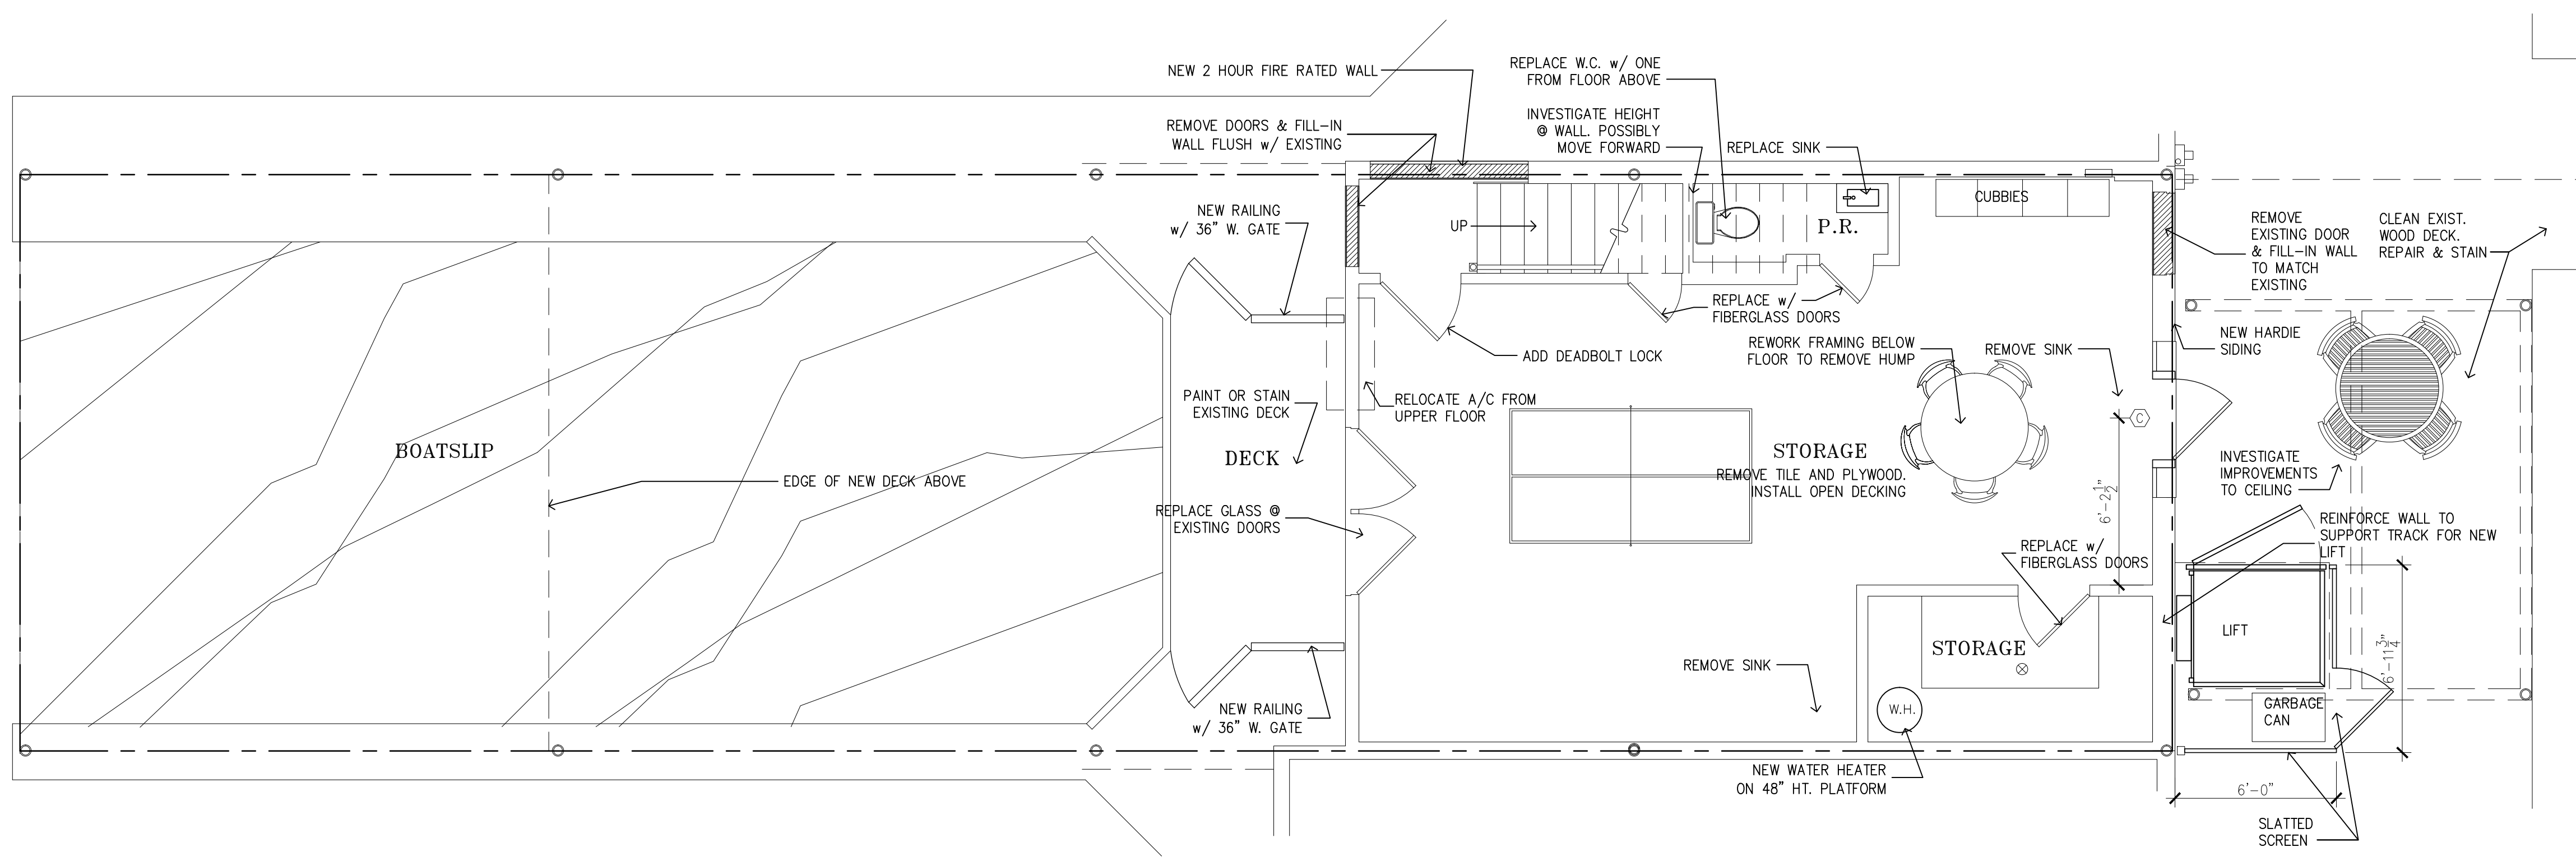 NEW 2 HOUR FIRE RATED WALL
REPLACE W.C. w/ ONE
FROM FLOOR ABOVE
REMOVE DOORS & FILL-IN
WALL FLUSH w/ EXISTING
INVESTIGATE HEIGHT
@ WALL. POSSIBLY
MOVE FORWARD
REPLACE SINK
CUBBIES
NEW RAILING
w/ 36" W. GATE
UP
P.R.
REMOVE
EXISTING DOOR
& FILL-IN WALL
TO MATCH
EXISTING
CLEAN EXIST.
WOOD DECK.
REPAIR & STAIN
REPLACE w/
FIBERGLASS DOORS
ADD DEADBOLT LOCK
REWORK FRAMING BELOW
FLOOR TO REMOVE HUMP
REMOVE SINK
NEW HARDIE
SIDING
PAINT OR STAIN
EXISTING DECK
RELOCATE A/C FROM
UPPER FLOOR
C
BOATSLIP
DECK
STORAGE
REMOVE TILE AND PLYWOOD.
INSTALL OPEN DECKING
INVESTIGATE
IMPROVEMENTS
TO CEILING
EDGE OF NEW DECK ABOVE
6'-2 1/2"
REPLACE GLASS @
EXISTING DOORS
REINFORCE WALL TO
SUPPORT TRACK FOR NEW
LIFT
REPLACE w/
FIBERGLASS DOORS
LIFT
STORAGE
6'-11 3/4"
REMOVE SINK
NEW RAILING
w/ 36" W. GATE
W.H.
GARBAGE
CAN
NEW WATER HEATER
ON 48" HT. PLATFORM
6'-0"
SLATTED
SCREEN